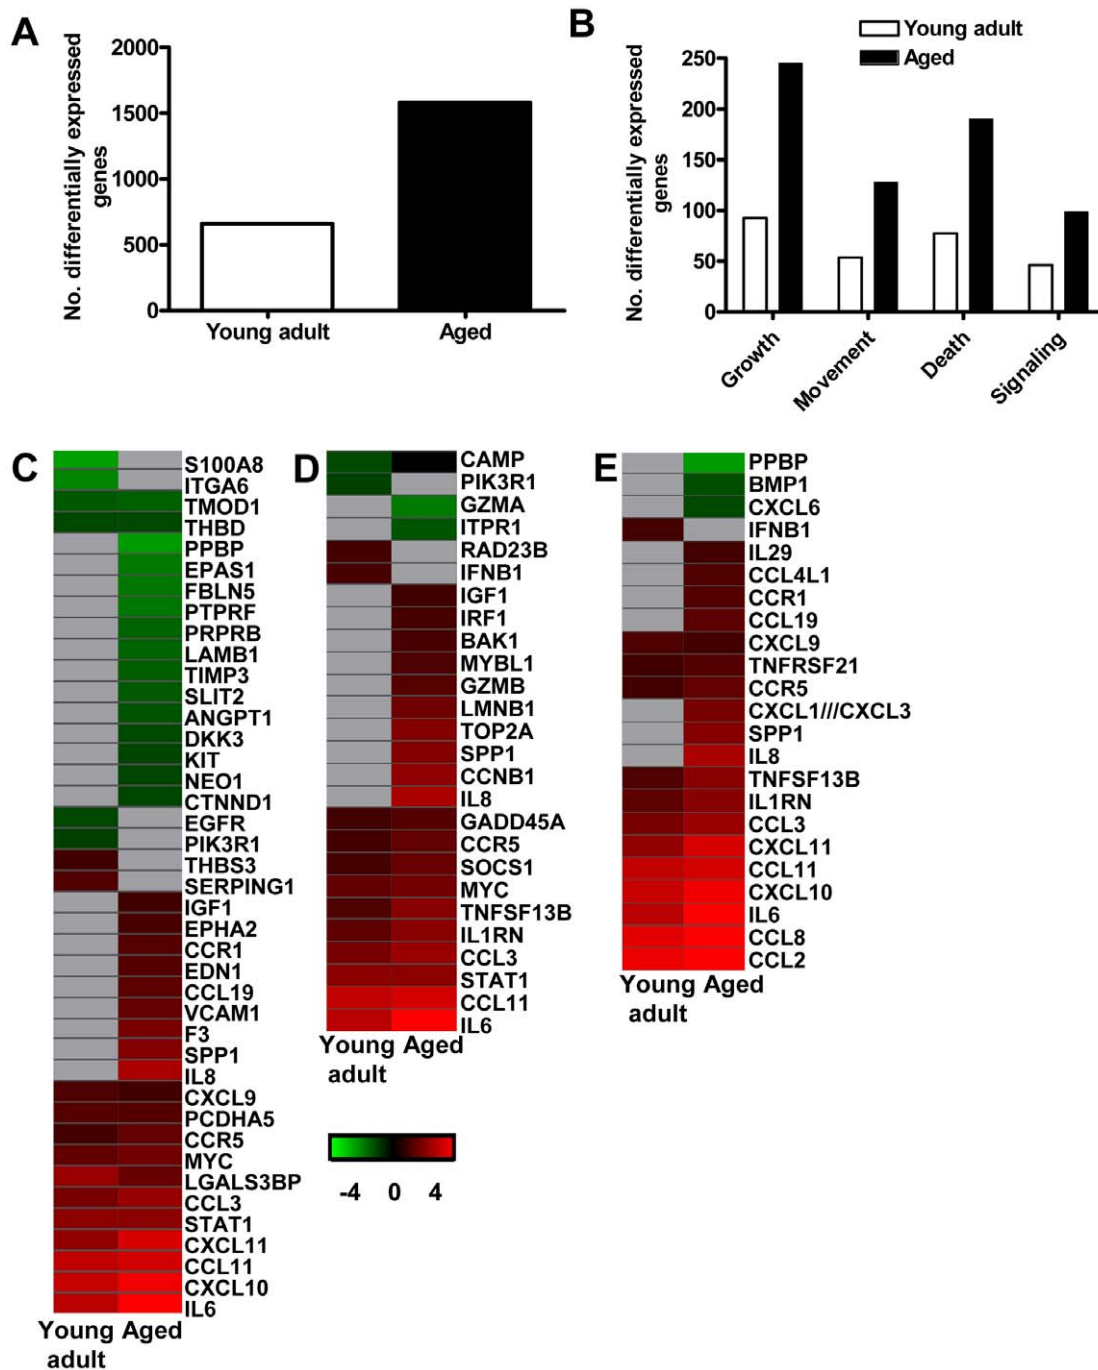 A
No. differentially expressed
genes
2000
1500
1000
500
0
Young adult
Aged
B
Young adult
Aged
No. differentially expressed
genes
250
200
150
100
50
0
Growth
Movement
Death
Signaling
C
S100A8
ITGA6
TMOD1
THBD
PPBP
EPAS1
FBLN5
PTPRF
PRPRB
LAMB1
TIMP3
SLIT2
ANGPT1
DKK3
KIT
NEO1
CTNND1
EGFR
PIK3R1
THBS3
SERPING1
IGF1
EPHA2
CCR1
EDN1
CCL19
VCAM1
F3
SPP1
IL8
CXCL9
PCDHA5
CCR5
MYC
LGALS3BP
CCL3
STAT1
CXCL11
CCL11
CXCL10
IL6
Young Aged
adult
D
CAMP
PIK3R1
GZMA
ITPR1
RAD23B
IFNB1
IGF1
IRF1
BAK1
MYBL1
GZMB
LMNB1
TOP2A
SPP1
CCNB1
IL8
GADD45A
CCR5
SOCS1
MYC
TNFSF13B
IL1RN
CCL3
STAT1
CCL11
IL6
Young Aged
adult
-4 0 4
E
PPBP
BMP1
CXCL6
IFNB1
IL29
CCL4L1
CCR1
CCL19
CXCL9
TNFRSF21
CCR5
CXCL1///CXCL3
SPP1
IL8
TNFSF13B
IL1RN
CCL3
CXCL11
CCL11
CXCL10
IL6
CCL8
CCL2
Young Aged
adult